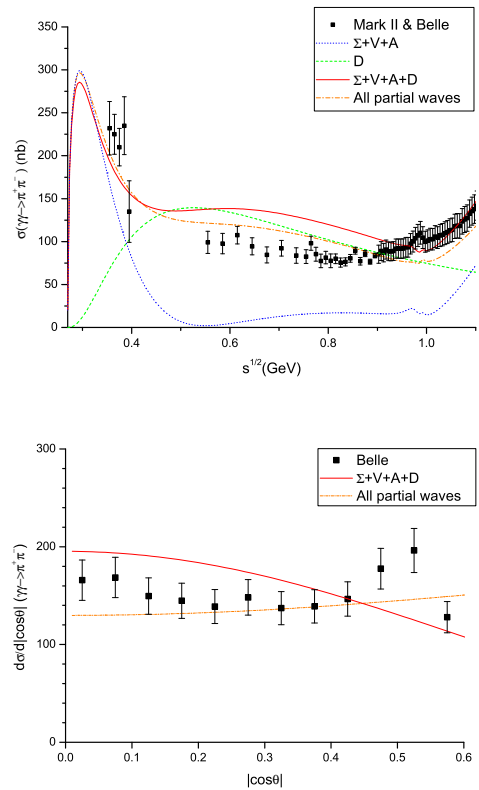 Mark II & Belle
Σ+V+A
D
Σ+V+A+D
All partial waves
350
300
250
200
150
100
50
0
σ(γγ->π⁺π⁻) (nb)
0.4
0.6
0.8
1.0
s^1/2(GeV)
Belle
Σ+V+A+D
All partial waves
300
200
100
0
dσ/d|cosθ| (γγ->π⁺π⁻)
0.0
0.1
0.2
0.3
0.4
0.5
0.6
|cosθ|